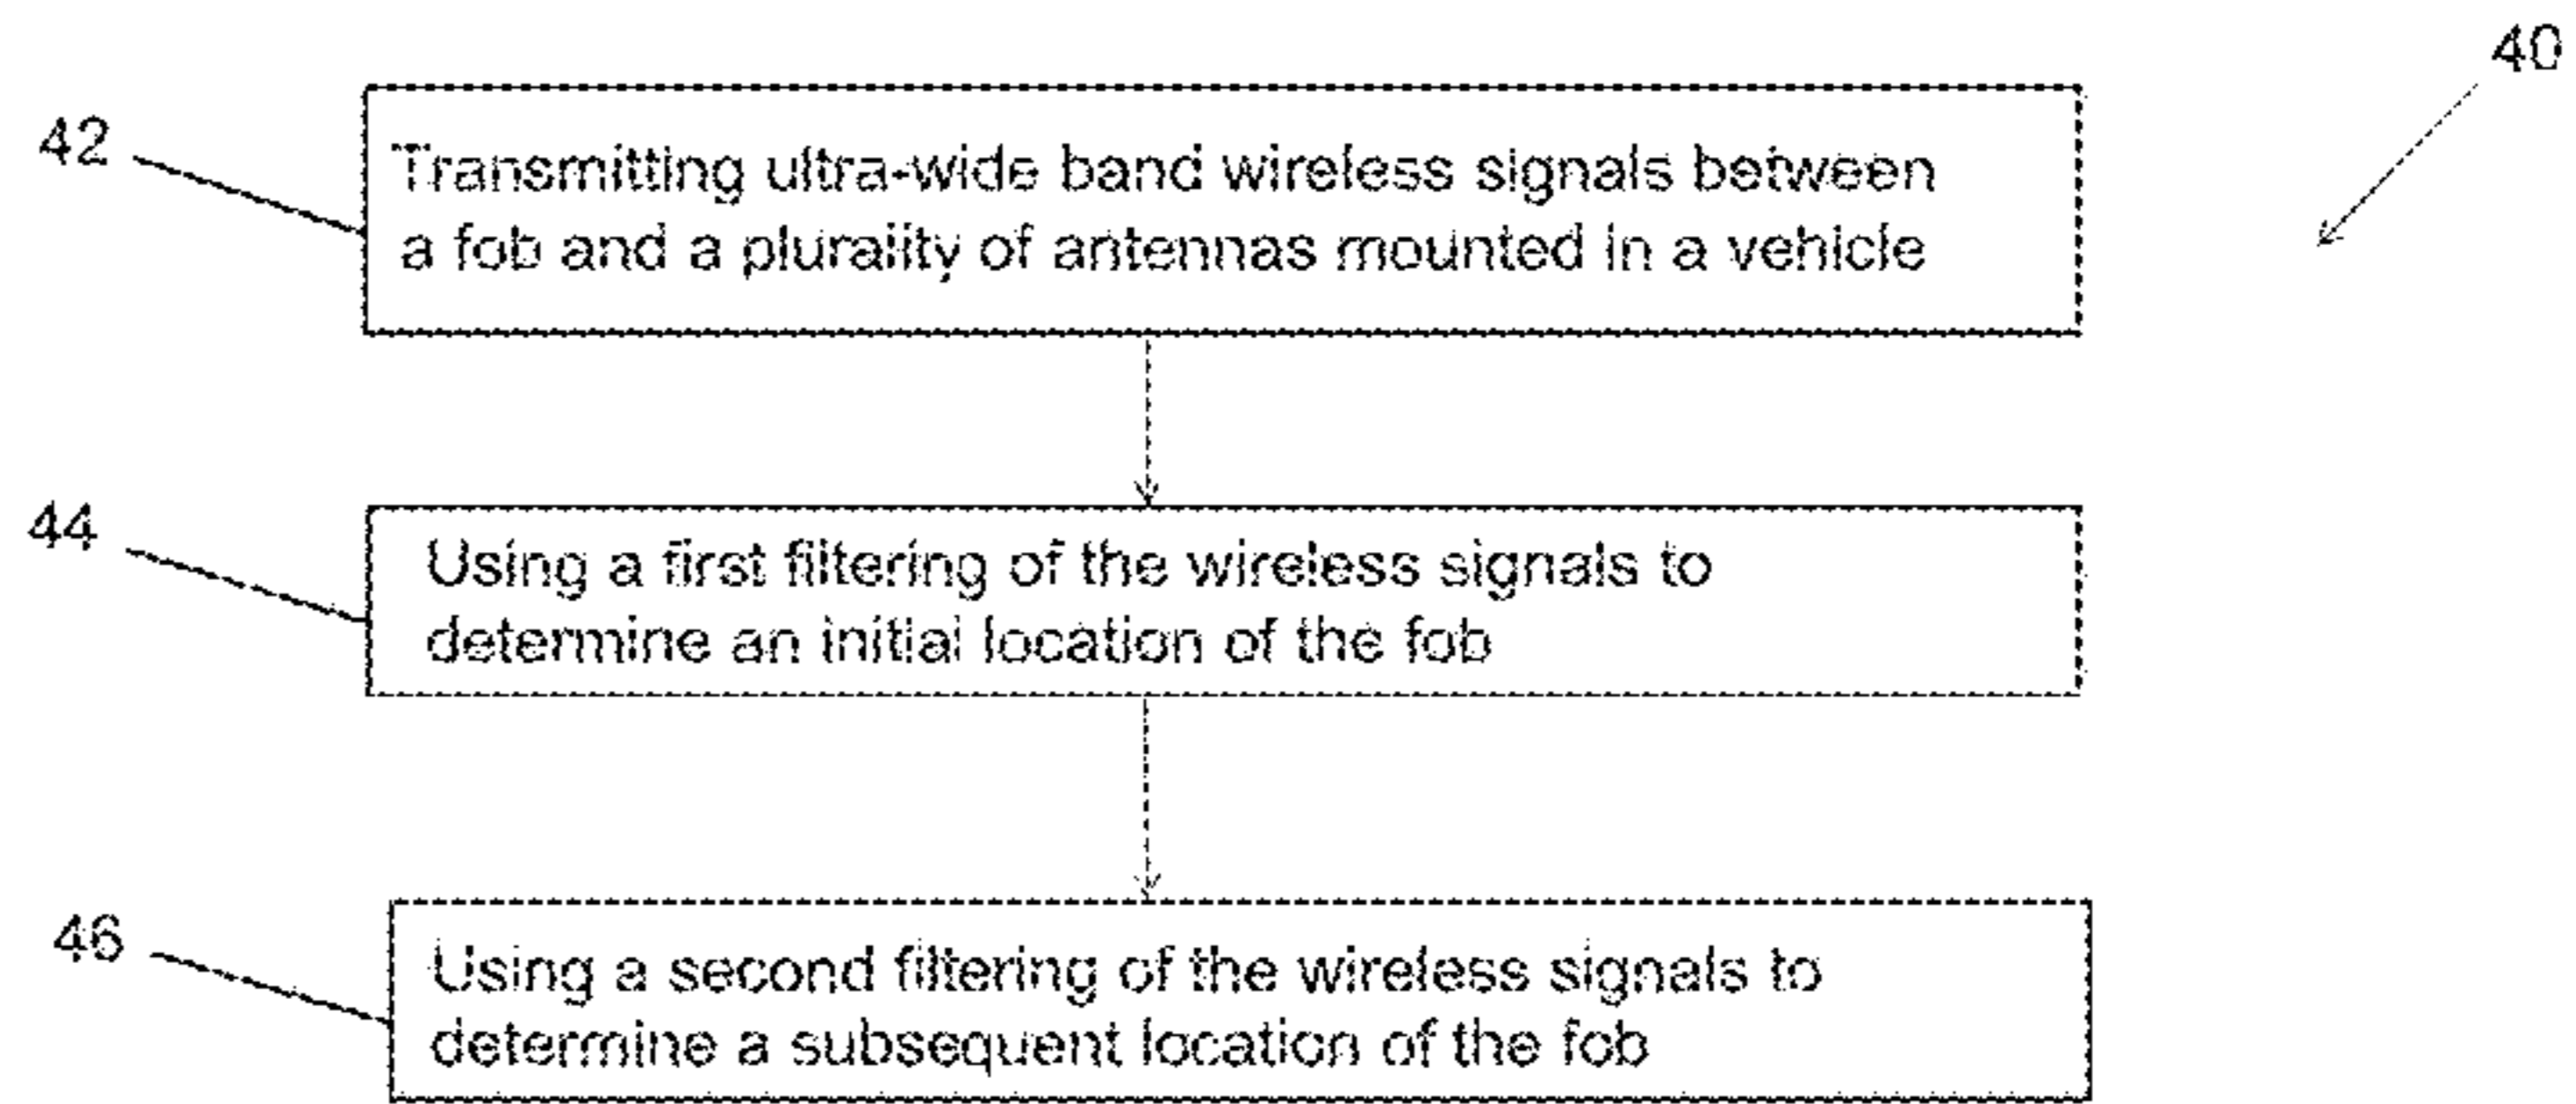 40
42
Transmitting ultra-wide band wireless signals between
a fob and a plurality of antennas mounted in a vehicle
44
Using a first filtering of the wireless signals to
determine an initial location of the fob
46
Using a second filtering of the wireless signals to
determine a subsequent location of the fob